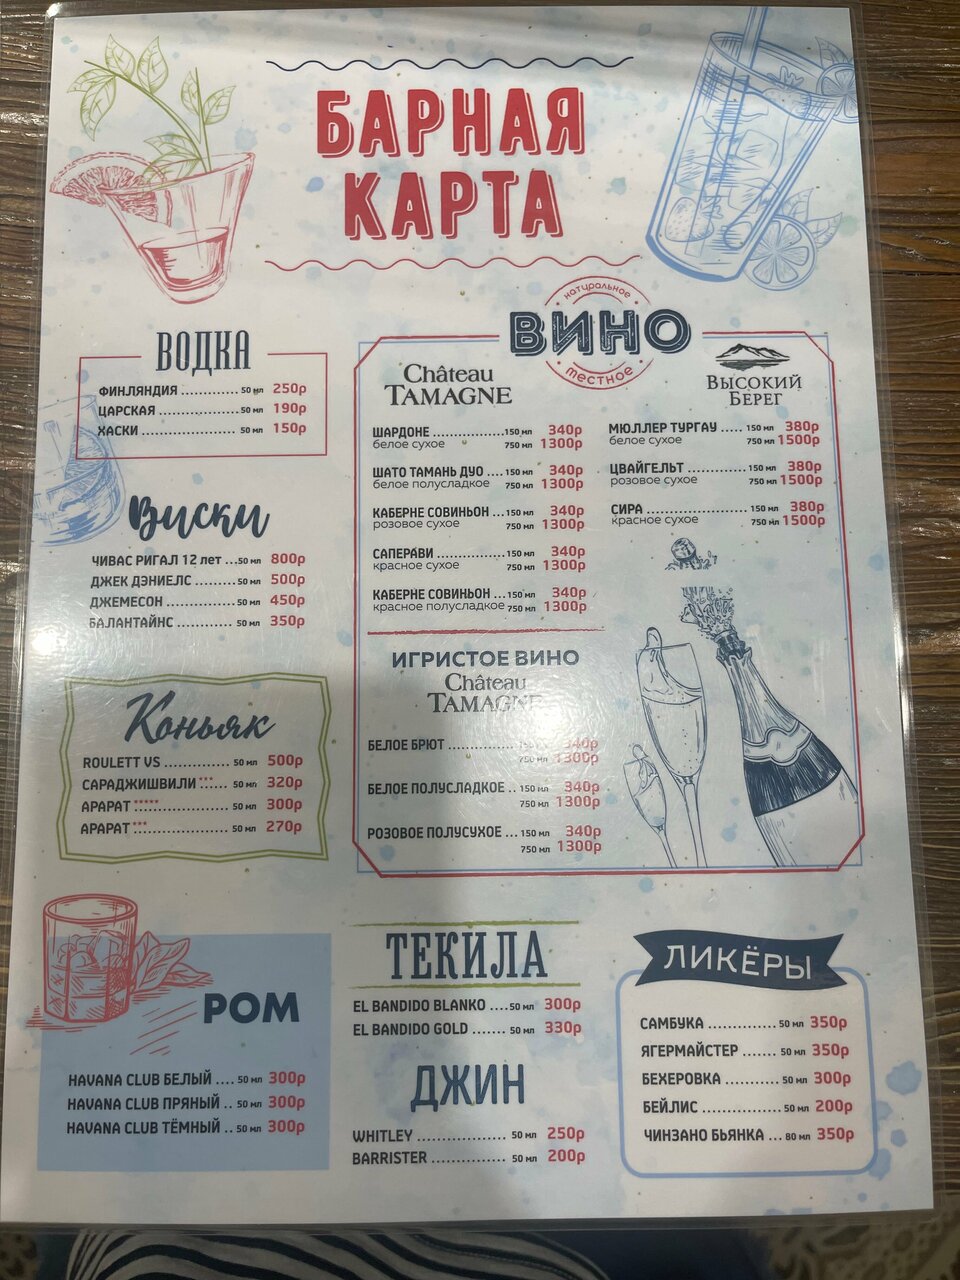 БАРНАЯ
КАРТА
ВОДКА
ФИНЛЯНДИЯ ............... 50 мл 250р
ЦАРСКАЯ ..................... 50 мл 190р
ХАСКИ ........................ 50 мл 150р
Виски
ЧИВАС РИГАЛ 12 лет ... 50 мл 800р
ДЖЕК ДЭНИЕЛС ......... 50 мл 500р
ДЖЕМЕСОН ............... 50 мл 450р
БАЛАНТАЙНС ............ 50 мл 350р
Коньяк
ROULETT VS .............. 50 мл 500р
САРАДЖИШВИЛИ *** ...... 50 мл 320р
АРАРАТ ***** .............. 50 мл 300р
АРАРАТ *** ................ 50 мл 270р
натуральное
ВИНО
местное
Château
TAMAGNE
ШАРДОНЕ ................. 150 мл 340р
белое сухое 750 мл 1300р
ШАТО ТАМАНЬ ДУО .... 150 мл 340р
белое полусладкое 750 мл 1300р
КАБЕРНЕ СОВИНЬОН ... 150 мл 340р
розовое сухое 750 мл 1300р
САПЕРАВИ ................ 150 мл 340р
красное сухое 750 мл 1300р
КАБЕРНЕ СОВИНЬОН ... 150 мл 340р
красное полусладкое 750 мл 1300р
ВЫСОКИЙ
БЕРЕГ
МЮЛЛЕР ТУРГАУ ..... 150 мл 380р
белое сухое 750 мл 1500р
ЦВАЙГЕЛЬТ .............. 150 мл 380р
розовое сухое 750 мл 1500р
СИРА ........................ 150 мл 380р
красное сухое 750 мл 1500р
ИГРИСТОЕ ВИНО
Château
TAMAGNE
БЕЛОЕ БРЮТ ............. 150 мл 340р
750 мл 1300р
БЕЛОЕ ПОЛУСЛАДКОЕ .. 150 мл 340р
750 мл 1300р
РОЗОВОЕ ПОЛУСУХОЕ ... 150 мл 340р
750 мл 1300р
РОМ
HAVANA CLUB БЕЛЫЙ .... 50 мл 300р
HAVANA CLUB ПРЯНЫЙ .. 50 мл 300р
HAVANA CLUB ТЁМНЫЙ .. 50 мл 300р
ТЕКИЛА
EL BANDIDO BLANKO .... 50 мл 300р
EL BANDIDO GOLD ....... 50 мл 330р
ДЖИН
WHITLEY .................. 50 мл 250р
BARRISTER ................ 50 мл 200р
ЛИКЁРЫ
САМБУКА .............. 50 мл 350р
ЯГЕРМАЙСТЕР ....... 50 мл 350р
БЕХЕРОВКА ............ 50 мл 300р
БЕЙЛИС ................ 50 мл 200р
ЧИНЗАНО БЬЯНКА ... 80 мл 350р